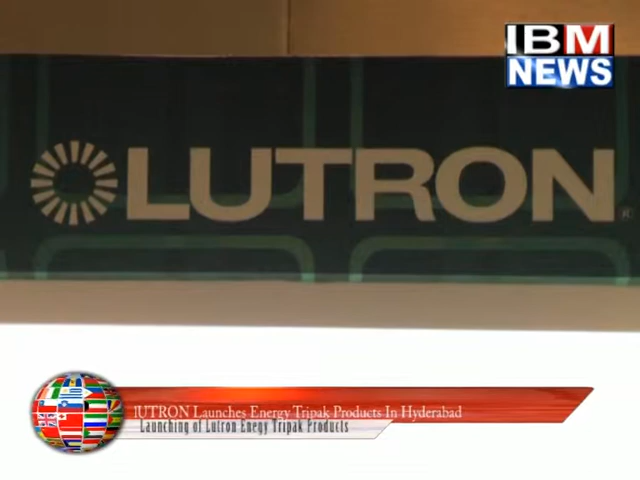 IBM
NEWS
LUTRON
lUTRON Launches Energy Tripak Products In Hyderabad
Launching of Lutron Enegy Tripak Products